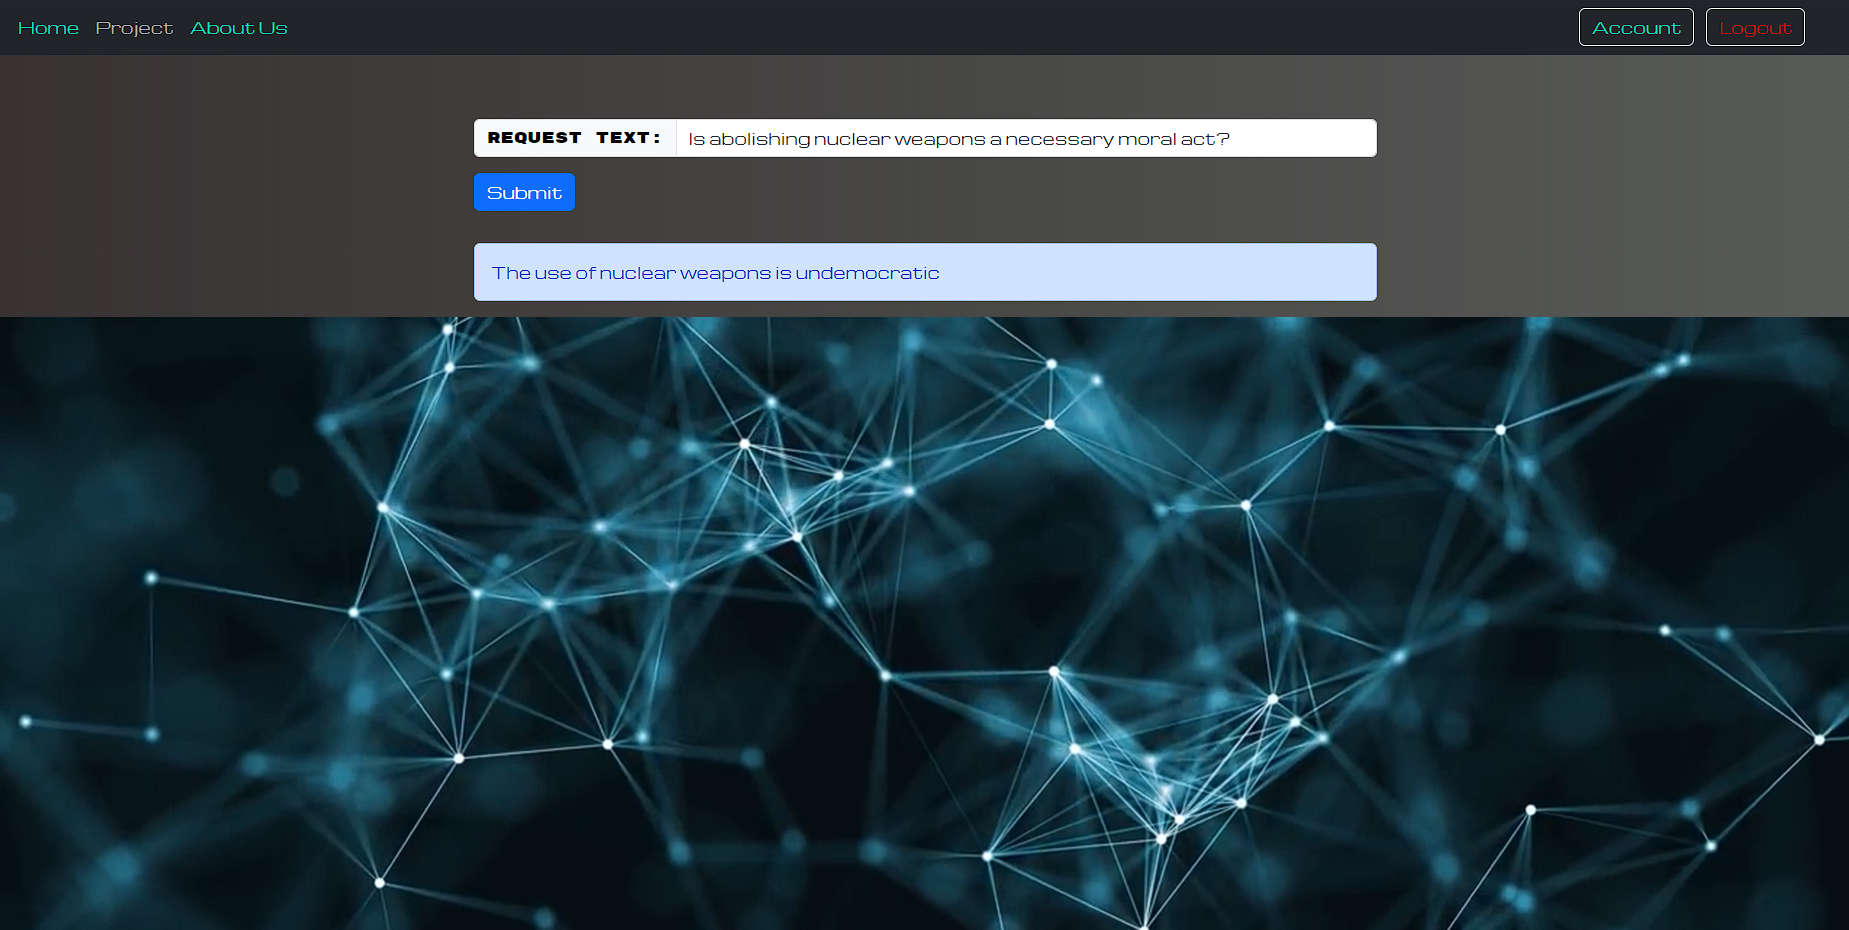 Home Project About Us Account Logout
REQUEST TEXT: Is abolishing nuclear weapons a necessary moral act?
Submit
The use of nuclear weapons is undemocratic